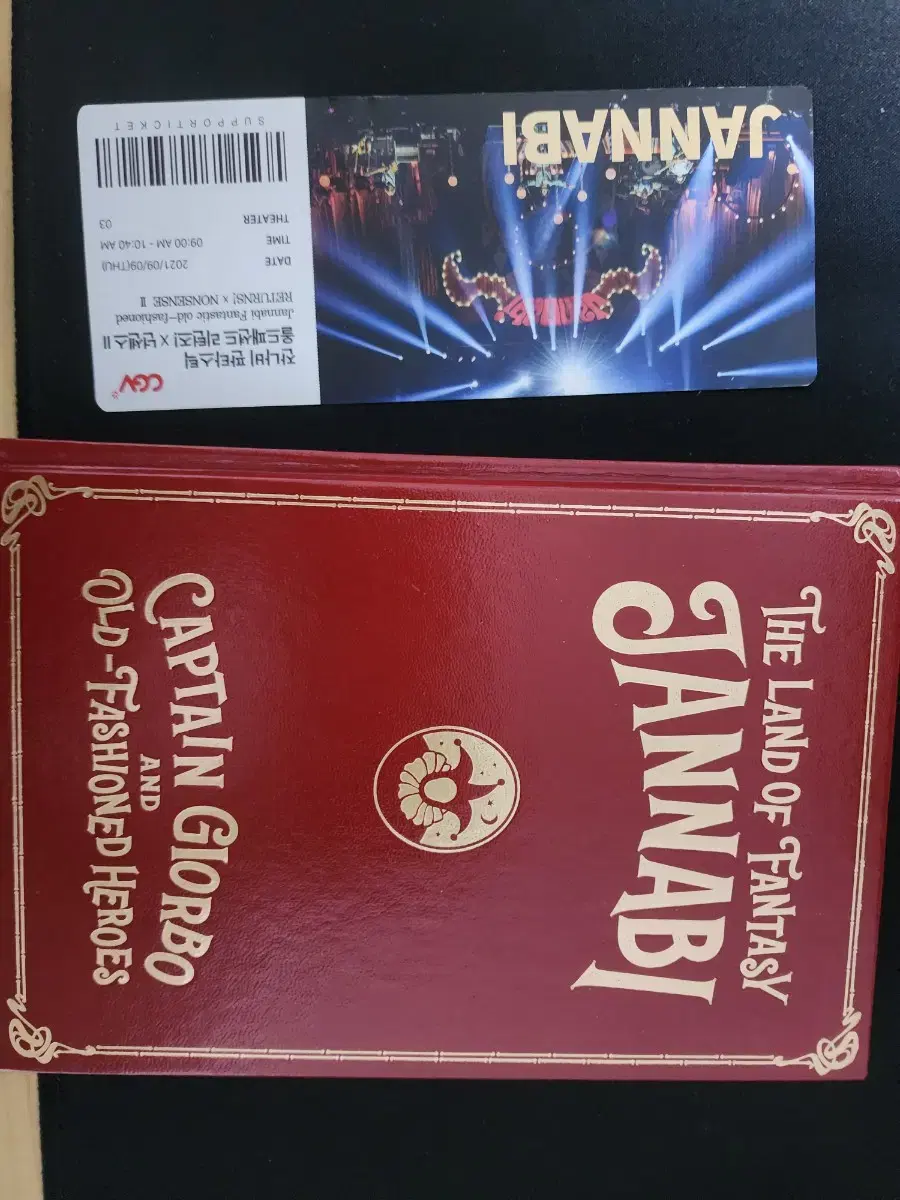 JANNABI
CGV
잔나비 판타스틱
올드패션드 리턴즈! X 넌센스 II
Jannabi Fantastic old-fashioned
RETURNS! x NONSENSE II
DATE 2021/09/09(THU)
TIME 09:00 AM - 10:40 AM
THEATER 03
SUPPORTICKET
THE LAND OF FANTASY
JANNABI
CAPTAIN GIORBO
AND
OLD-FASHIONED HEROES